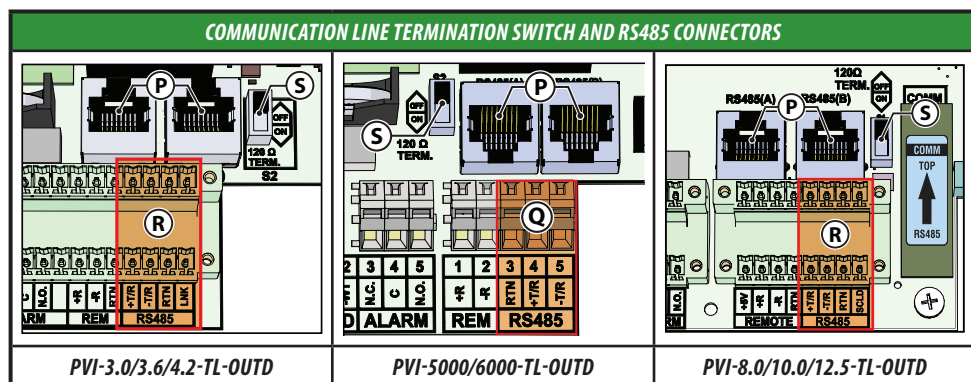 COMMUNICATION LINE TERMINATION SWITCH AND RS485 CONNECTORS
P
S
OFF
ON
120 Ω
TERM.
S2
R
C
N.O.
+R
-R
RTN
+T/R
-T/R
RTN
LNK
ARM
REM
RS485
PVI-3.0/3.6/4.2-TL-OUTD
P
OFF
ON
S
120 Ω
TERM.
Q
2
3
4
5
1
2
3
4
5
N.C.
C
N.O.
+R
-R
RTN
+T/R
-T/R
ALARM
REM
RS485
PVI-5000/6000-TL-OUTD
120Ω
TERM.
OFF
ON
RS485(A)
P
RS485(B)
S
COMM
TOP
RS485
R
N.O.
+R
-R
RTN
+T/R
-T/R
RTN
SCLD
RM
REMOTE
RS485
PVI-8.0/10.0/12.5-TL-OUTD